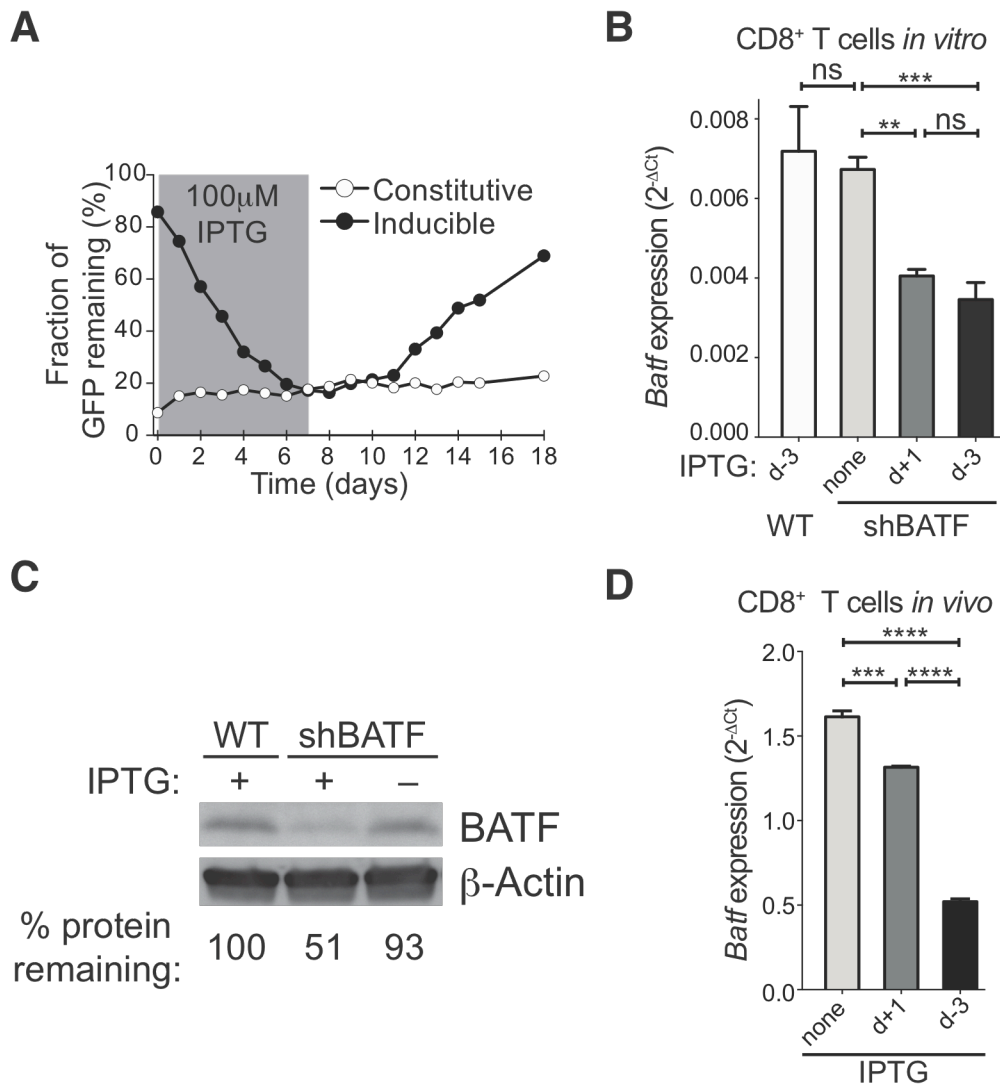 A
100
80
60
40
20
0
Fraction of
GFP remaining (%)
100μM
IPTG
Constitutive
Inducible
0 2 4 6 8 10 12 14 16 18
Time (days)
B
CD8+ T cells in vitro
ns
***
**
ns
0.008
0.006
0.004
0.002
0.000
Batf expression (2-ΔCt)
IPTG: d-3 none d+1 d-3
WT shBATF
C
WT shBATF
IPTG: + + –
BATF
β-Actin
% protein
remaining: 100 51 93
D
CD8+ T cells in vivo
****
*** ****
2.0
1.5
1.0
0.5
0.0
Batf expression (2-ΔCt)
none d+1 d-3
IPTG